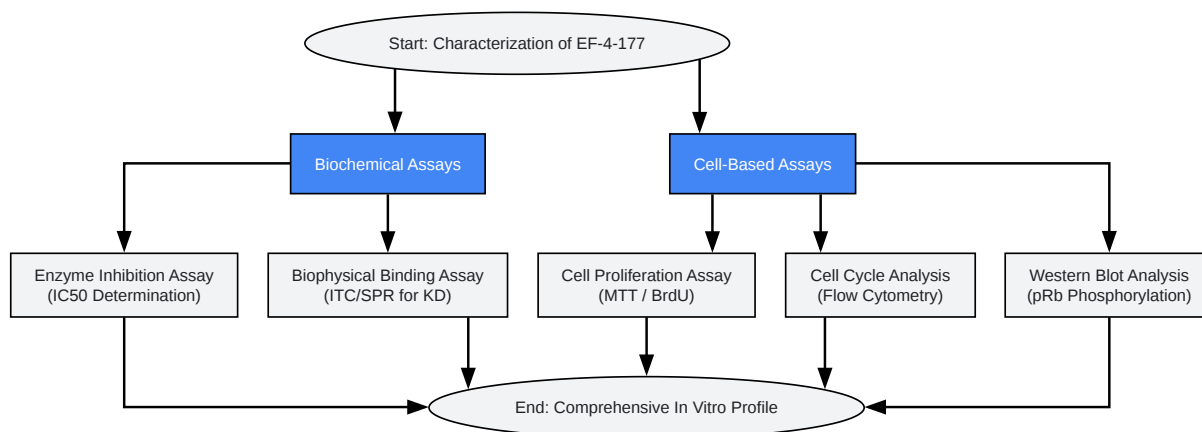 Start: Characterization of EF-4-177
Biochemical Assays
Cell-Based Assays
Enzyme Inhibition Assay
(IC50 Determination)
Biophysical Binding Assay
(ITC/SPR for KD)
Cell Proliferation Assay
(MTT / BrdU)
Cell Cycle Analysis
(Flow Cytometry)
Western Blot Analysis
(pRb Phosphorylation)
End: Comprehensive In Vitro Profile